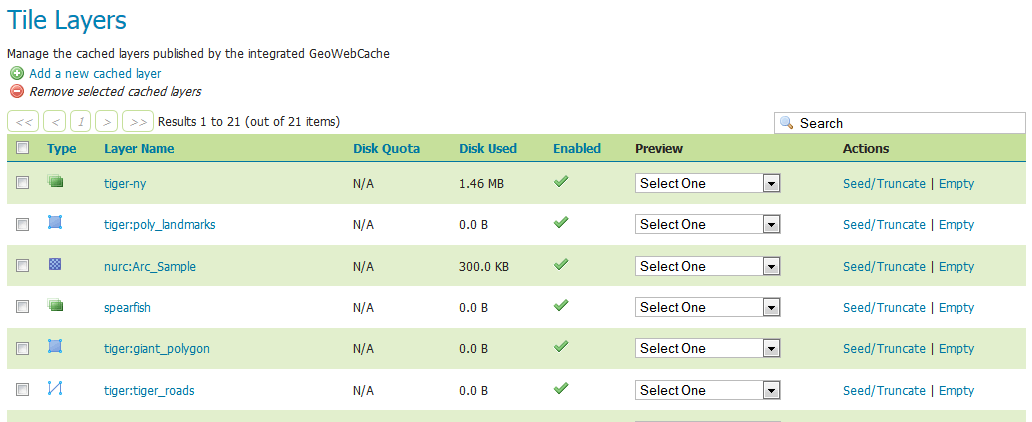 Tile Layers
Manage the cached layers published by the integrated GeoWebCache
Add a new cached layer
Remove selected cached layers
<< < 1 > >> Results 1 to 21 (out of 21 items) Search
Type Layer Name Disk Quota Disk Used Enabled Preview Actions
tiger-ny N/A 1.46 MB Select One Seed/Truncate | Empty
tiger:poly_landmarks N/A 0.0 B Select One Seed/Truncate | Empty
nurc:Arc_Sample N/A 300.0 KB Select One Seed/Truncate | Empty
spearfish N/A 0.0 B Select One Seed/Truncate | Empty
tiger:giant_polygon N/A 0.0 B Select One Seed/Truncate | Empty
tiger:tiger_roads N/A 0.0 B Select One Seed/Truncate | Empty